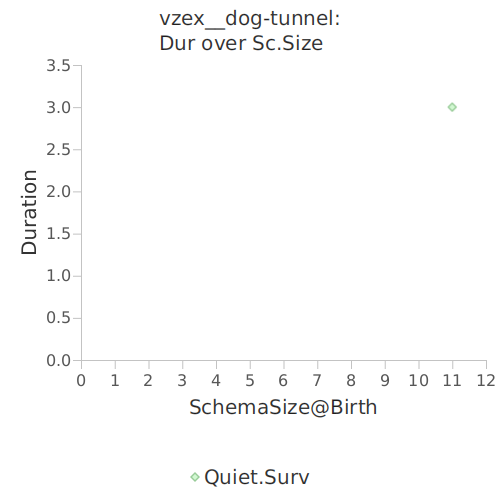 vzex__dog-tunnel:
Dur over Sc.Size
3.5
3.0
2.5
2.0
1.5
1.0
0.5
0.0
Duration
0 1 2 3 4 5 6 7 8 9 10 11 12
SchemaSize@Birth
Quiet.Surv